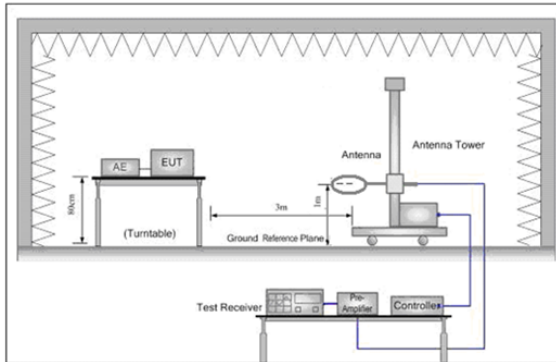 Antenna Tower
Antenna
EUT
AE
80cm
1m
3m
(Turntable)
Ground Reference Plane
Test Receiver
Pre-
Amplifier
Controller